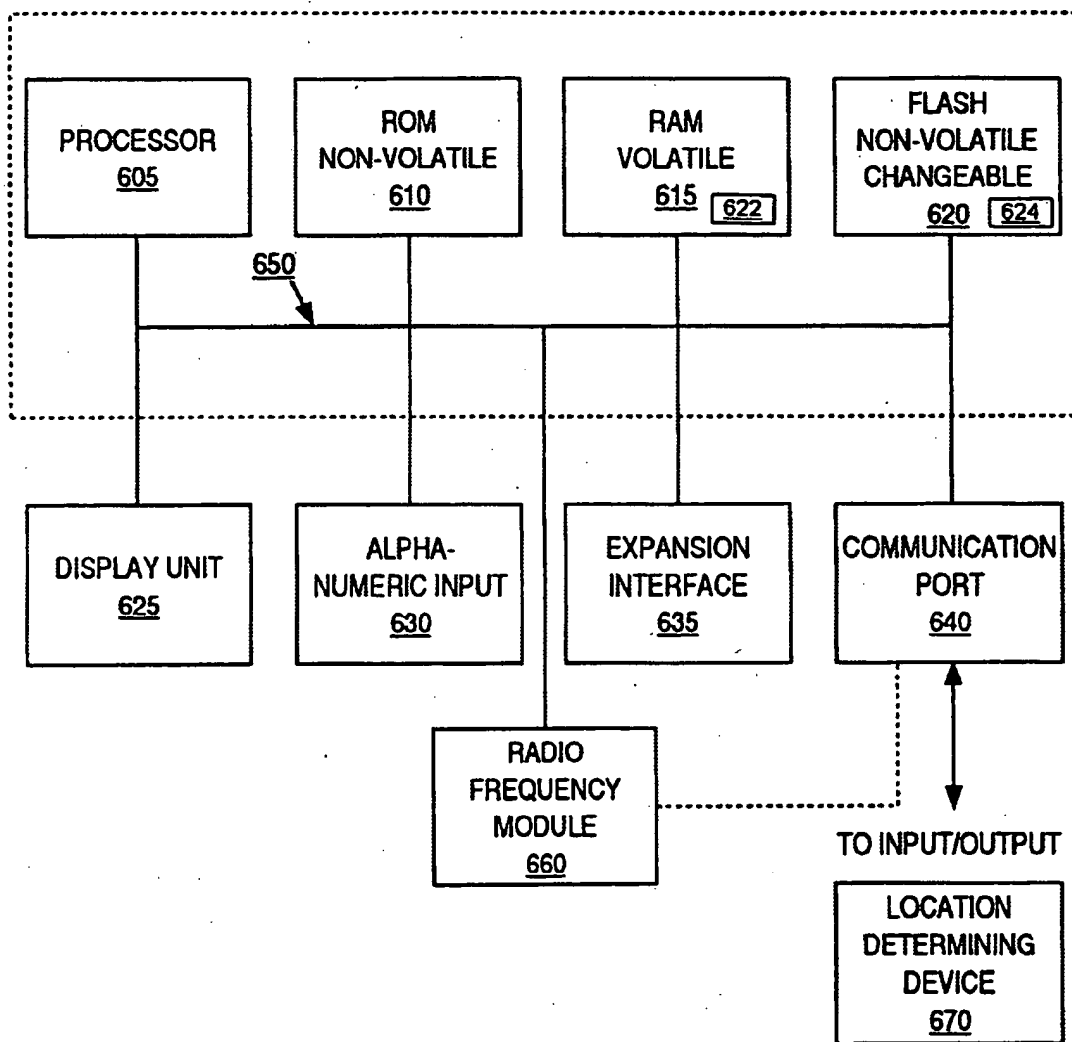 PROCESSOR
605
ROM
NON-VOLATILE
610
RAM
VOLATILE
615
622
FLASH
NON-VOLATILE
CHANGEABLE
620
624
650
DISPLAY UNIT
625
ALPHA-
NUMERIC INPUT
630
EXPANSION
INTERFACE
635
COMMUNICATION
PORT
640
RADIO
FREQUENCY
MODULE
660
TO INPUT/OUTPUT
LOCATION
DETERMINING
DEVICE
670